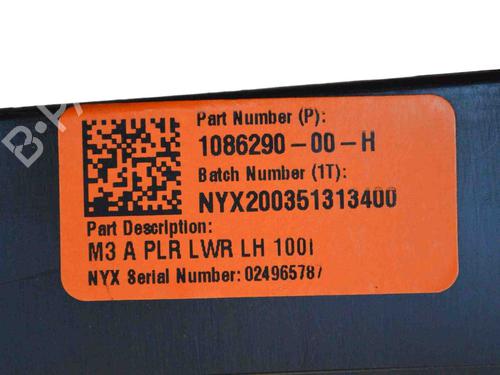 Part Number (P):
1086290-00-H
Batch Number (1T):
NYX200351313400
Part Description:
M3 A PLR LWR LH 100I
NYX Serial Number: 02496578/
B-PARTS